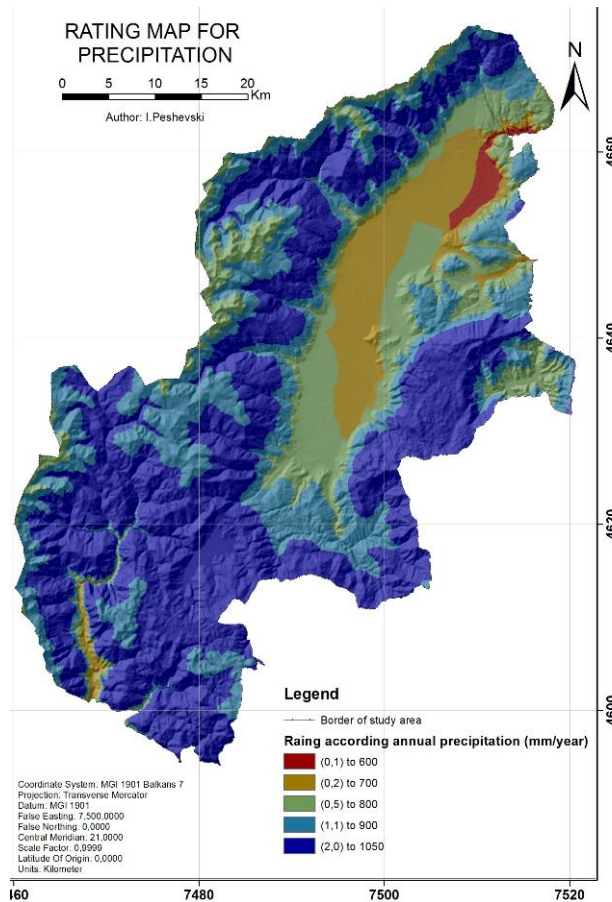 RATING MAP FOR
PRECIPITATION
0 5 10 15 20
Km
Author: I.Peshevski
N
4660
4640
4620
4600
Legend
Border of study area
Raing according annual precipitation (mm/year)
(0,1) to 600
(0,2) to 700
(0,5) to 800
(1,1) to 900
(2,0) to 1050
Coordinate System: MGI 1901 Balkans 7
Projection: Transverse Mercator
Datum: MGI 1901
False Easting: 7.500.0000
False Northing: 0,0000
Central Meridian: 21.0000
Scale Factor: 0,9999
Latitude Of Origin: 0,0000
Units: Kilometer
460 7480 7500 7520